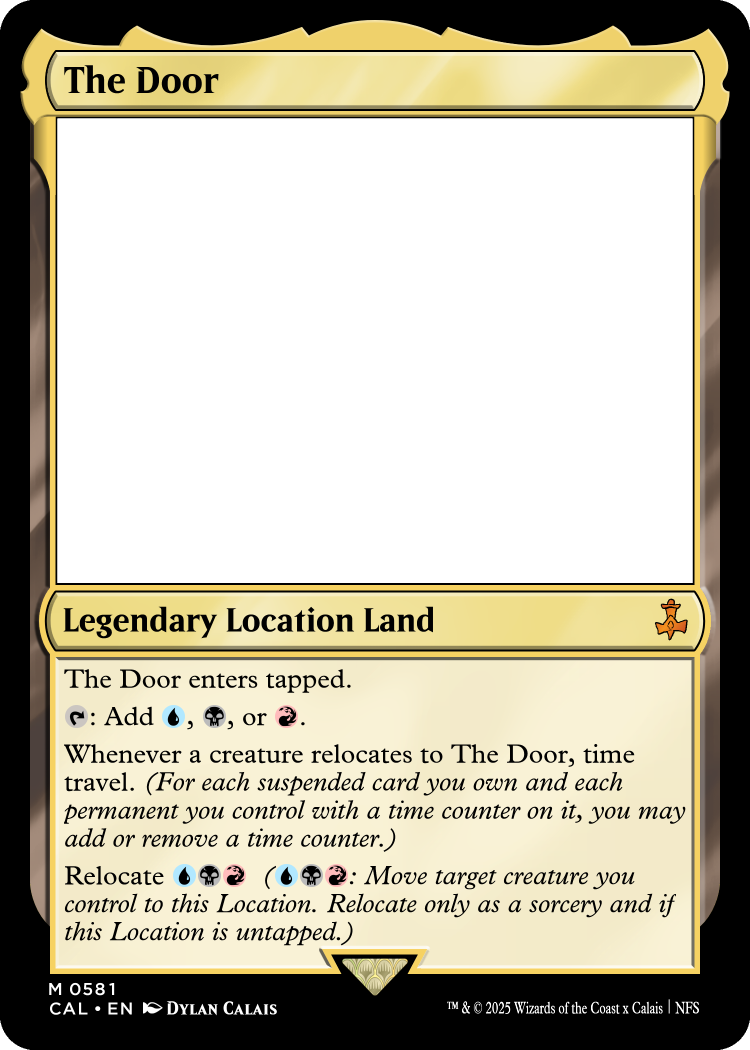 The Door
Legendary Location Land
The Door enters tapped.
: Add , , or .
Whenever a creature relocates to The Door, time
travel. (For each suspended card you own and each
permanent you control with a time counter on it, you may
add or remove a time counter.)
Relocate (: Move target creature you
control to this Location. Relocate only as a sorcery and if
this Location is untapped.)
M 0581
CAL • EN DYLAN CALAIS
™ & © 2025 Wizards of the Coast x Calais | NFS